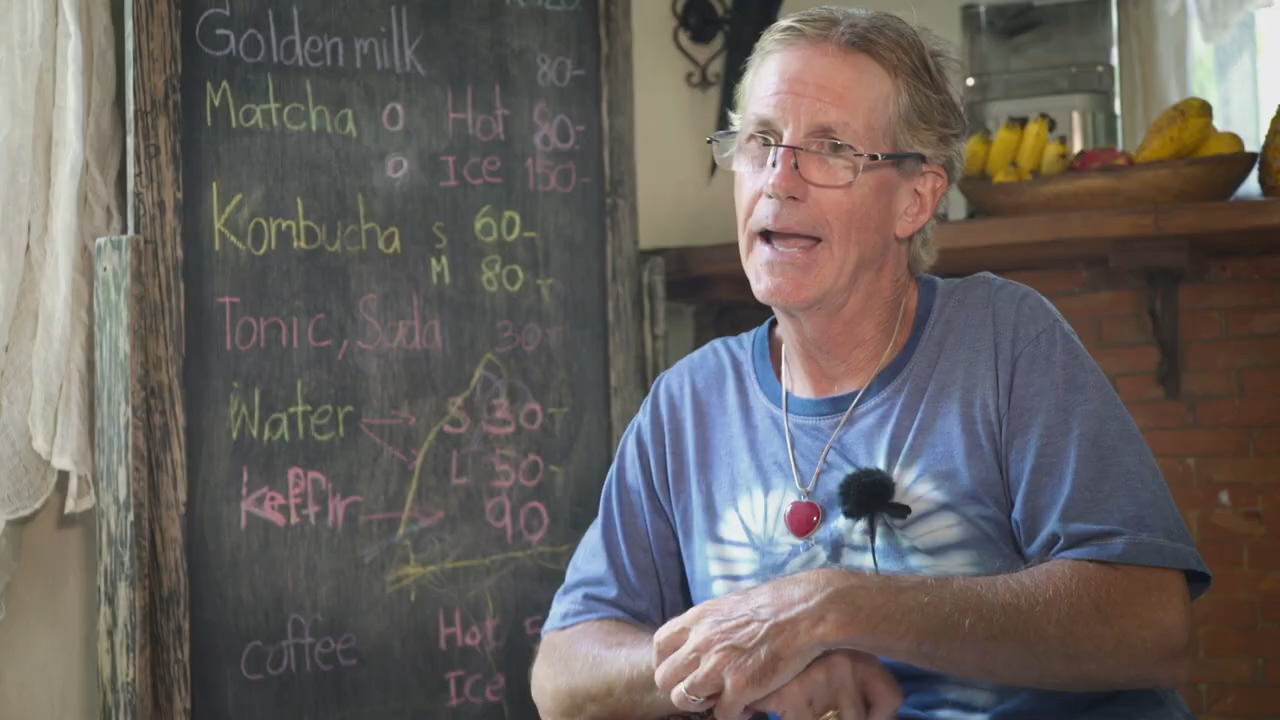 Golden milk 80-
Matcha o Hot 80-
o Ice 150-
Kombucha S 60-
M 80-
Tonic, Soda 30-
Water S 30-
L 50-
Keffir 90
coffee Hot
Ice